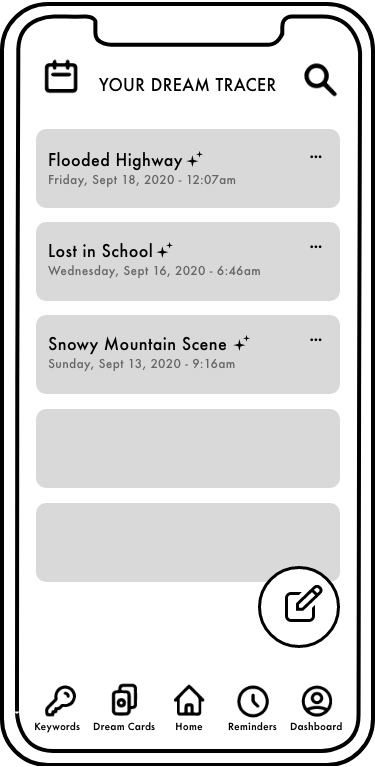 YOUR DREAM TRACER
Flooded Highway
Friday, Sept 18, 2020 - 12:07am
Lost in School
Wednesday, Sept 16, 2020 - 6:46am
Snowy Mountain Scene
Sunday, Sept 13, 2020 - 9:16am
Keywords Dream Cards Home Reminders Dashboard